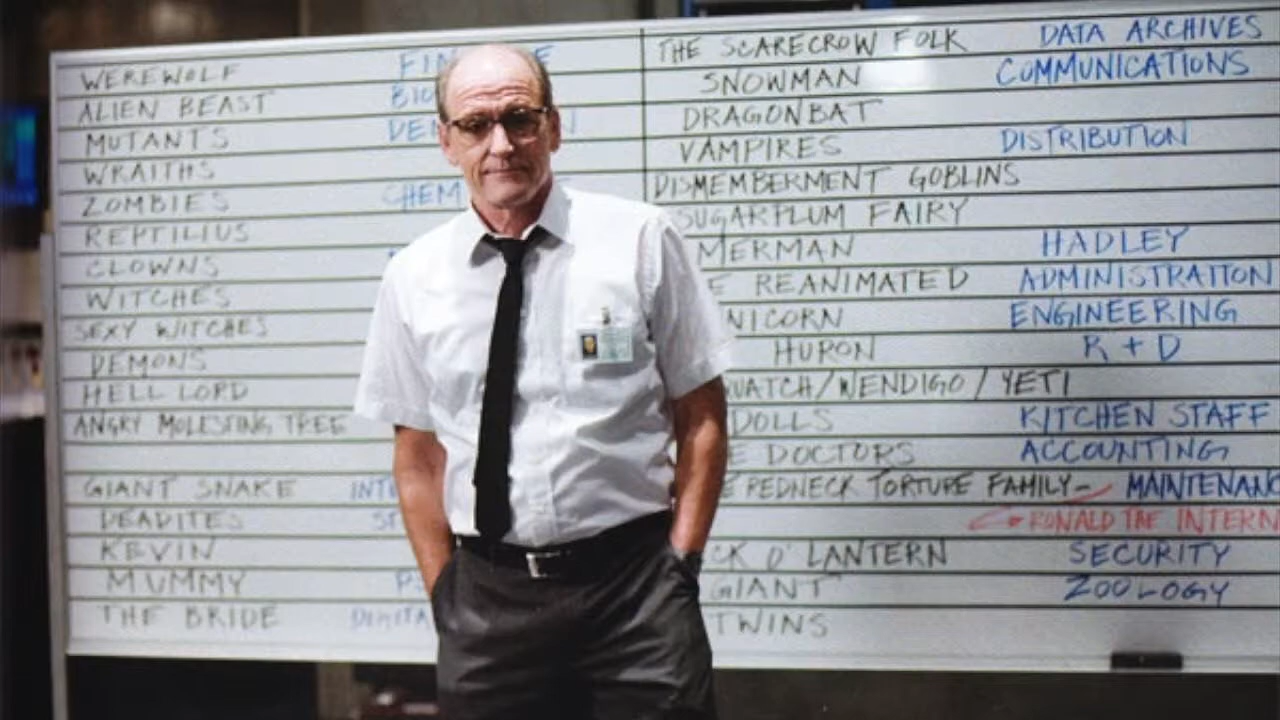 WEREWOLF
ALIEN BEAST
MUTANTS
WRAITHS
ZOMBIES CHEM
REPTILIUS
CLOWNS
WITCHES
SEXY WITCHES
DEMONS
HELL LORD
ANGRY MOLESTING TREE
GIANT SNAKE
DEADITES
KEVIN
MUMMY
THE BRIDE
THE SCARECROW FOLK DATA ARCHIVES
SNOWMAN COMMUNICATIONS
DRAGONBAT
VAMPIRES DISTRIBUTION
DISMEMBERMENT GOBLINS
SUGARPLUM FAIRY
MERMAN HADLEY
E REANIMATED ADMINISTRATION
NICORN ENGINEERING
HURON R + D
QUATCH/WENDIGO/YETI
DOLLS KITCHEN STAFF
E DOCTORS ACCOUNTING
E REDNECK TORTURE FAMILY- MAINTENANC
RONALD THE INTERN
CK O' LANTERN SECURITY
GIANT ZOOLOGY
TWINS